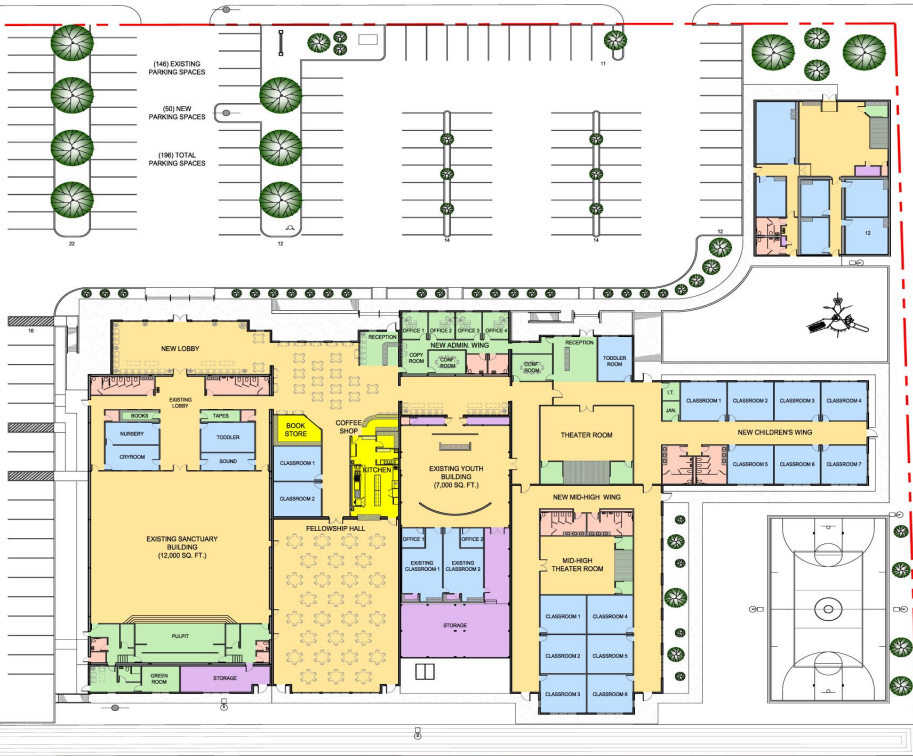 (146) EXISTING
PARKING SPACES
(50) NEW
PARKING SPACES
(196) TOTAL
PARKING SPACES
11
22
12
14
14
12
12
16
NEW LOBBY
RECEPTION
OFFICE 1
OFFICE 2
OFFICE 3
OFFICE 4
NEW ADMIN. WING
COPY
ROOM
CONF.
ROOM
CONF.
ROOM
RECEPTION
TODDLER
ROOM
EXISTING
LOBBY
BOOKS
TAPES
NURSERY
TODDLER
CRYROOM
SOUND
BOOK
STORE
COFFEE
SHOP
KITCHEN
CLASSROOM 1
CLASSROOM 2
EXISTING YOUTH
BUILDING
(7,000 SQ. FT.)
THEATER ROOM
I.T.
JAN.
CLASSROOM 1
CLASSROOM 2
CLASSROOM 3
CLASSROOM 4
NEW CHILDREN'S WING
CLASSROOM 5
CLASSROOM 6
CLASSROOM 7
NEW MID-HIGH WING
EXISTING SANCTUARY
BUILDING
(12,000 SQ. FT.)
FELLOWSHIP HALL
OFFICE 1
OFFICE 2
EXISTING
CLASSROOM 1
EXISTING
CLASSROOM 2
MID-HIGH
THEATER ROOM
STORAGE
CLASSROOM 1
CLASSROOM 4
CLASSROOM 2
CLASSROOM 5
CLASSROOM 3
CLASSROOM 6
PULPIT
GREEN
ROOM
STORAGE